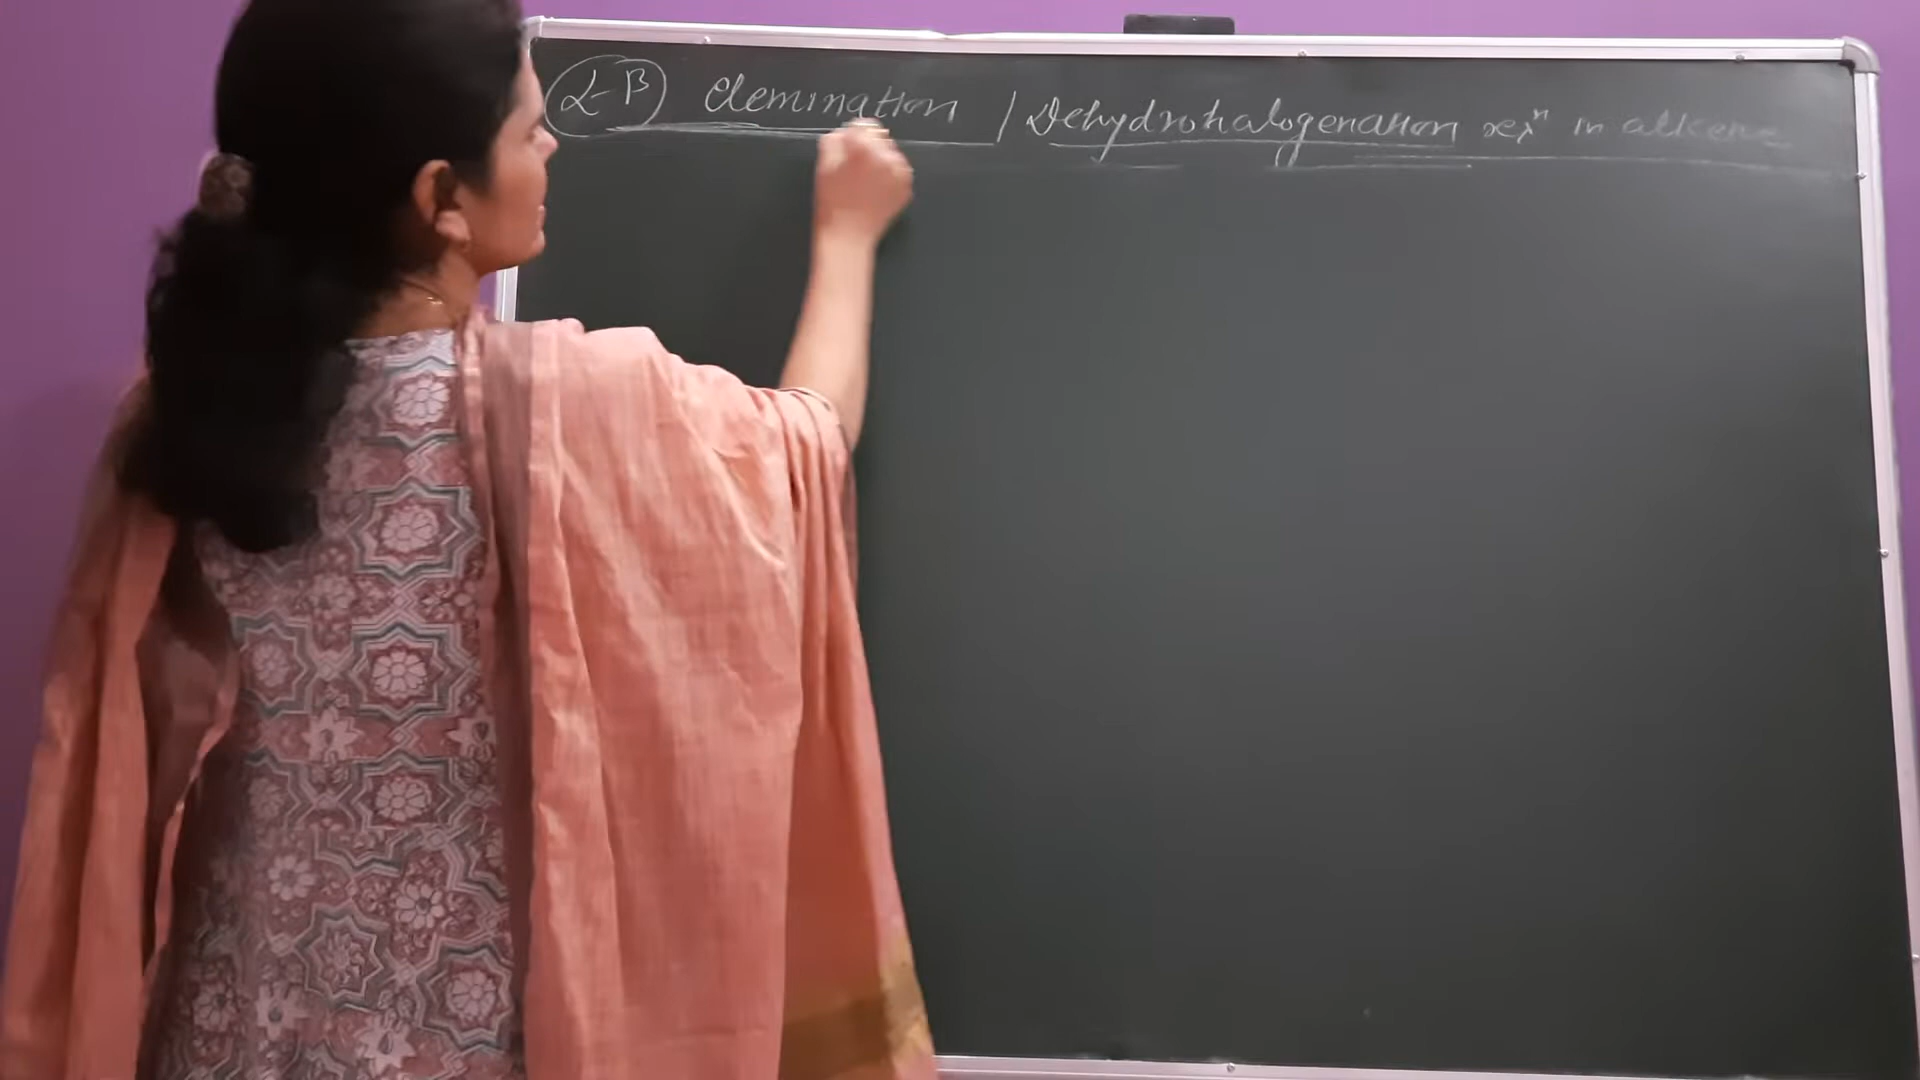 α-β elemination / Dehydrohalogenation rexⁿ in alkene